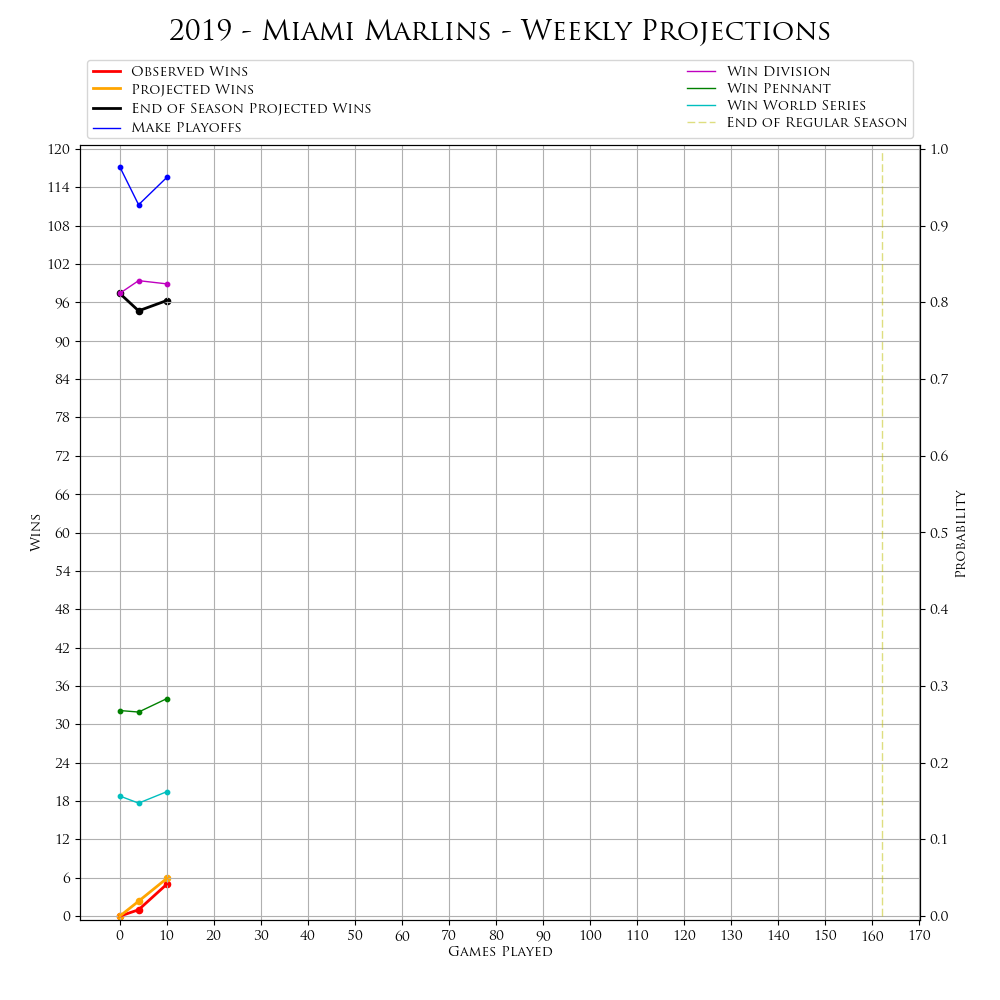 2019 - Miami Marlins - Weekly Projections
Observed Wins
Projected Wins
End of Season Projected Wins
Make Playoffs
Win Division
Win Pennant
Win World Series
End of Regular Season
120
114
108
102
96
90
84
78
72
66
60
54
48
42
36
30
24
18
12
6
0
Wins
1.0
0.9
0.8
0.7
0.6
0.5
0.4
0.3
0.2
0.1
0.0
Probability
0 10 20 30 40 50 60 70 80 90 100 110 120 130 140 150 160 170
Games Played